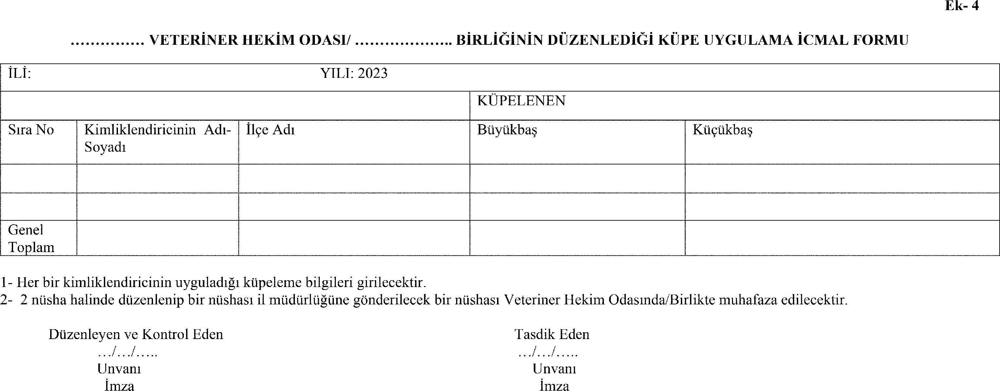 Ek- 4
............... VETERİNER HEKİM ODASI/ .................... BİRLİĞİNİN DÜZENLEDİĞİ KÜPE UYGULAMA İCMAL FORMU
İLİ: YILI: 2023
KÜPELENEN
Sıra No Kimliklendiricinin Adı- İlçe Adı Büyükbaş Küçükbaş
Soyadı
Genel
Toplam
1- Her bir kimliklendiricinin uyguladığı küpeleme bilgileri girilecektir.
2- 2 nüsha halinde düzenlenip bir nüshası il müdürlüğüne gönderilecek bir nüshası Veteriner Hekim Odasında/Birlikte muhafaza edilecektir.
Düzenleyen ve Kontrol Eden Tasdik Eden
.../.../..... .../.../.....
Unvanı Unvanı
İmza İmza